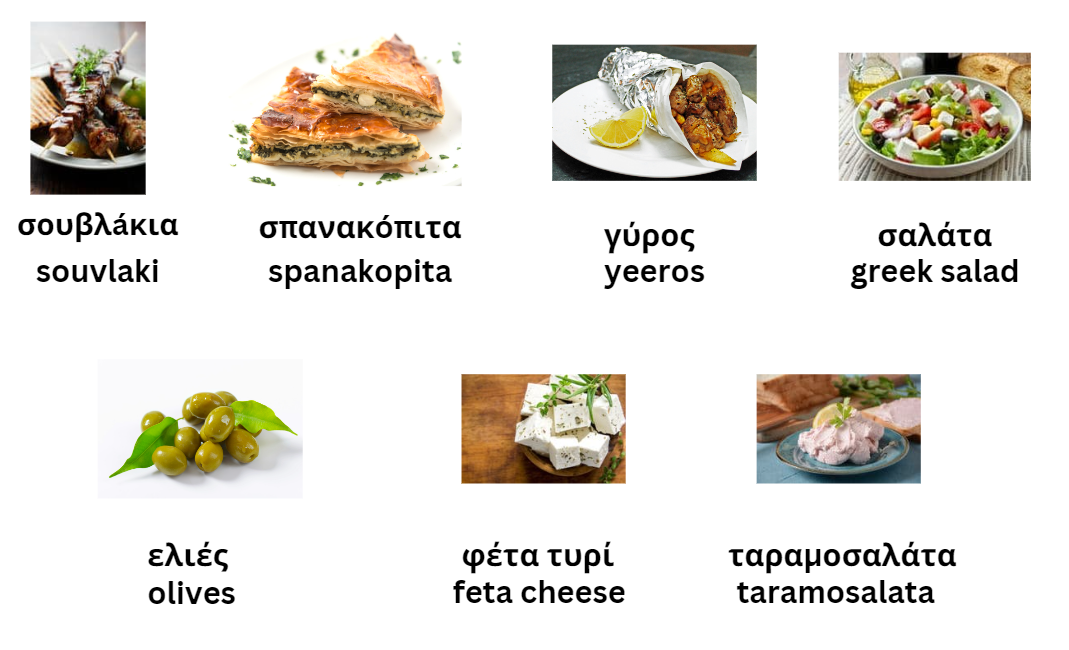 σουβλάκια
souvlaki
σπανακόπιτα
spanakopita
γύρος
yeeros
σαλάτα
greek salad
ελιές
olives
φέτα τυρί
feta cheese
ταραμοσαλάτα
taramosalata